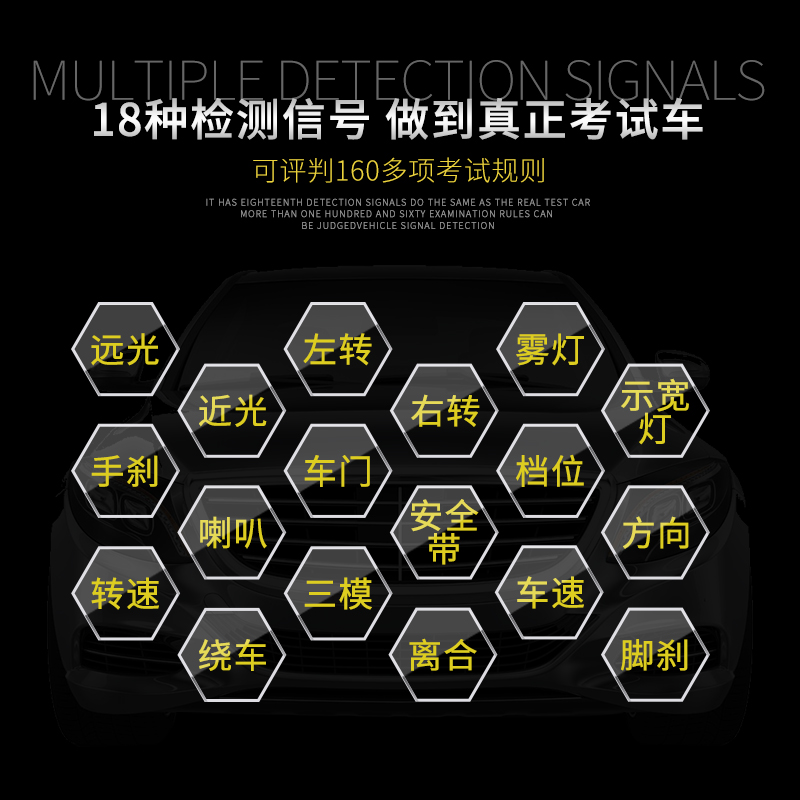 MULTIPLE DETECTION SIGNALS
18种检测信号 做到真正考试车
可评判160多项考试规则
IT HAS EIGHTEENTH DETECTION SIGNALS DO THE SAME AS THE REAL TEST CAR
MORE THAN ONE HUNDRED AND SIXTY EXAMINATION RULES CAN
BE JUDGEDVEHICLE SIGNAL DETECTION
远光
左转
雾灯
近光
右转
示宽
灯
手刹
车门
档位
喇叭
安全
带
方向
转速
三模
车速
绕车
离合
脚刹